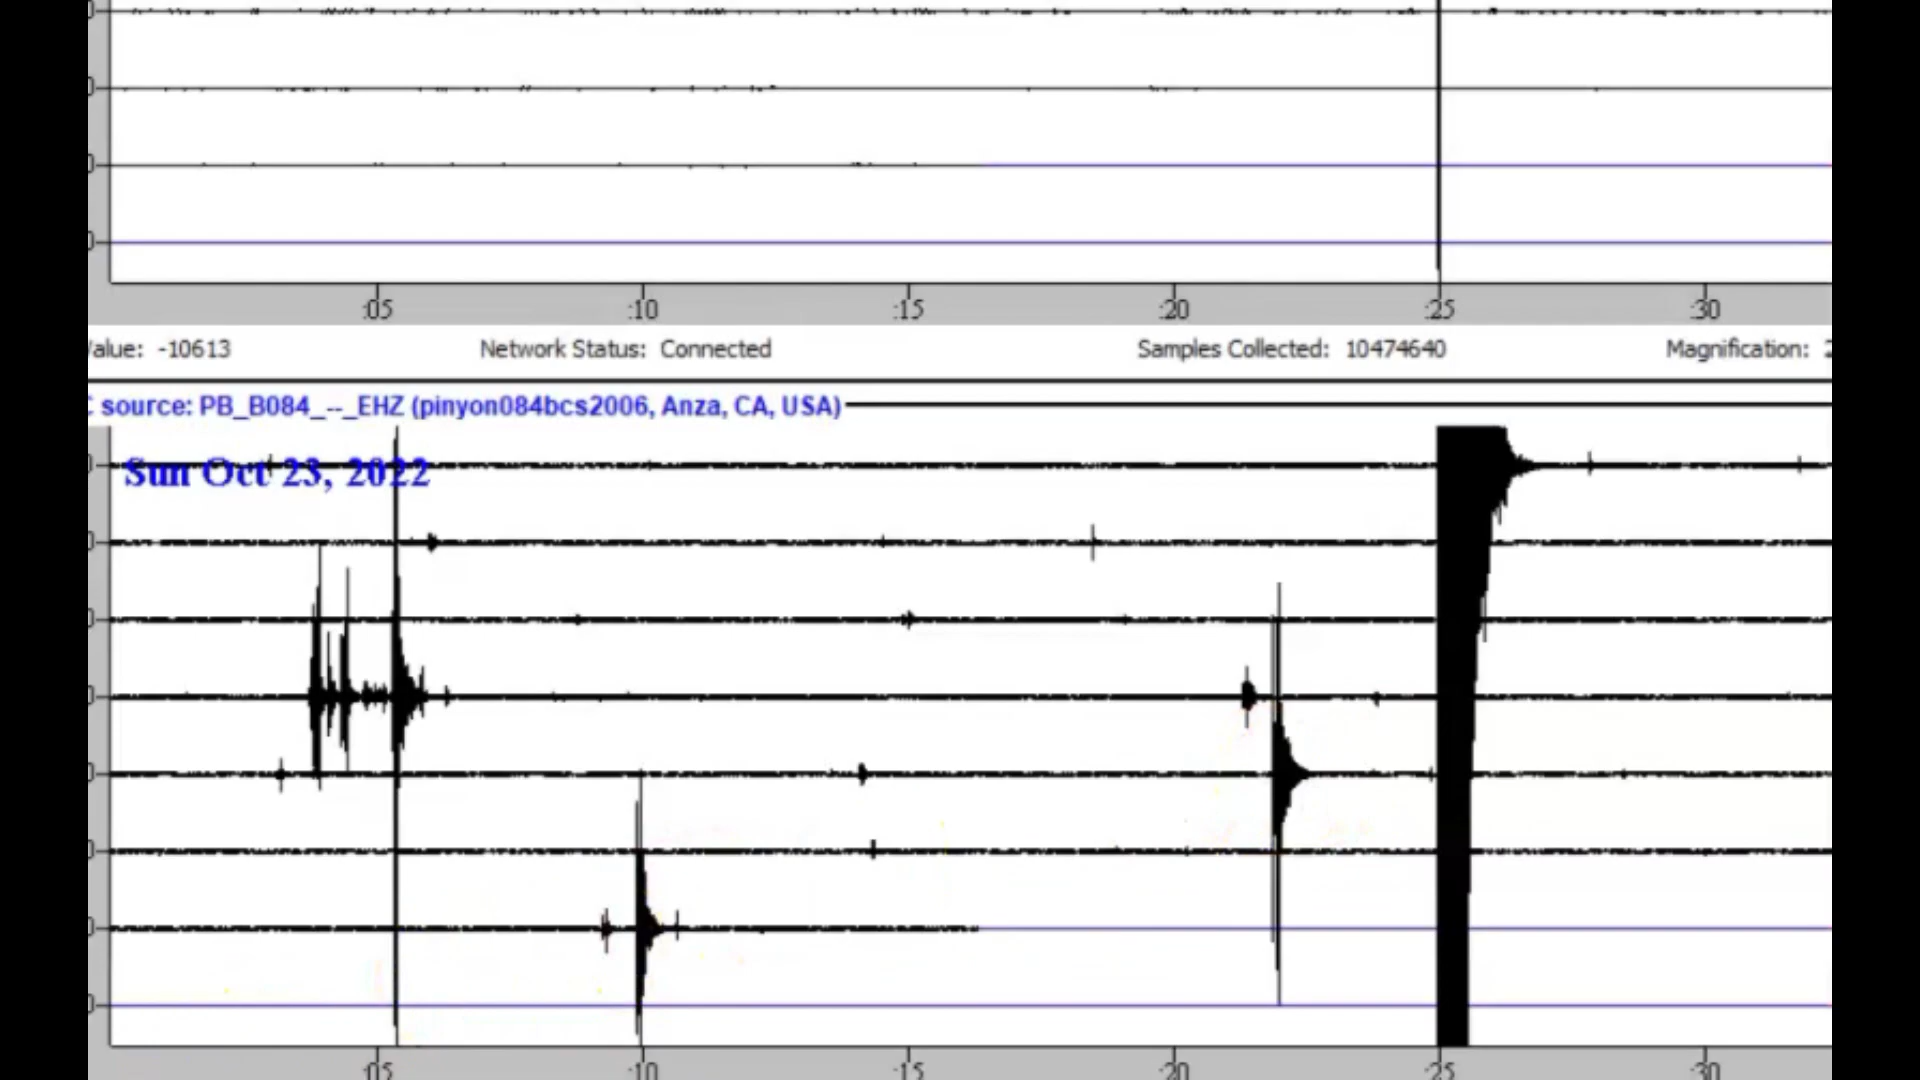 :05 :10 :15 :20 :25 :30
alue: -10613 Network Status: Connected Samples Collected: 10474640 Magnification:
source: PB_B084_--_EHZ (pinyon084bcs2006, Anza, CA, USA)
Sun Oct 23, 2022
:05 :10 :15 :20 :25 :30